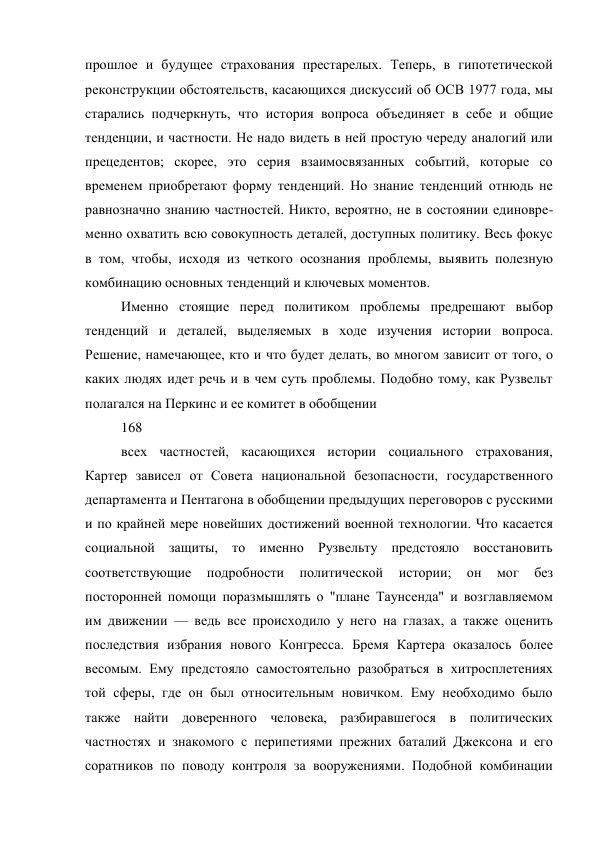 прошлое и будущее страхования престарелых. Теперь, в гипотетической
реконструкции обстоятельств, касающихся дискуссий об ОСВ 1977 года, мы
старались подчеркнуть, что история вопроса объединяет в себе и общие
тенденции, и частности. Не надо видеть в ней простую череду аналогий или
прецедентов; скорее, это серия взаимосвязанных событий, которые со
временем приобретают форму тенденций. Но знание тенденций отнюдь не
равнозначно знанию частностей. Никто, вероятно, не в состоянии единовре-
менно охватить всю совокупность деталей, доступных политику. Весь фокус
в том, чтобы, исходя из четкого осознания проблемы, выявить полезную
комбинацию основных тенденций и ключевых моментов.
Именно стоящие перед политиком проблемы предрешают выбор
тенденций и деталей, выделяемых в ходе изучения истории вопроса.
Решение, намечающее, кто и что будет делать, во многом зависит от того, о
каких людях идет речь и в чем суть проблемы. Подобно тому, как Рузвельт
полагался на Перкинс и ее комитет в обобщении
168
всех частностей, касающихся истории социального страхования,
Картер зависел от Совета национальной безопасности, государственного
департамента и Пентагона в обобщении предыдущих переговоров с русскими
и по крайней мере новейших достижений военной технологии. Что касается
социальной защиты, то именно Рузвельту предстояло восстановить
соответствующие подробности политической истории; он мог без
посторонней помощи поразмышлять о "плане Таунсенда" и возглавляемом
им движении — ведь все происходило у него на глазах, а также оценить
последствия избрания нового Конгресса. Бремя Картера оказалось более
весомым. Ему предстояло самостоятельно разобраться в хитросплетениях
той сферы, где он был относительным новичком. Ему необходимо было
также найти доверенного человека, разбиравшегося в политических
частностях и знакомого с перипетиями прежних баталий Джексона и его
соратников по поводу контроля за вооружениями. Подобной комбинации